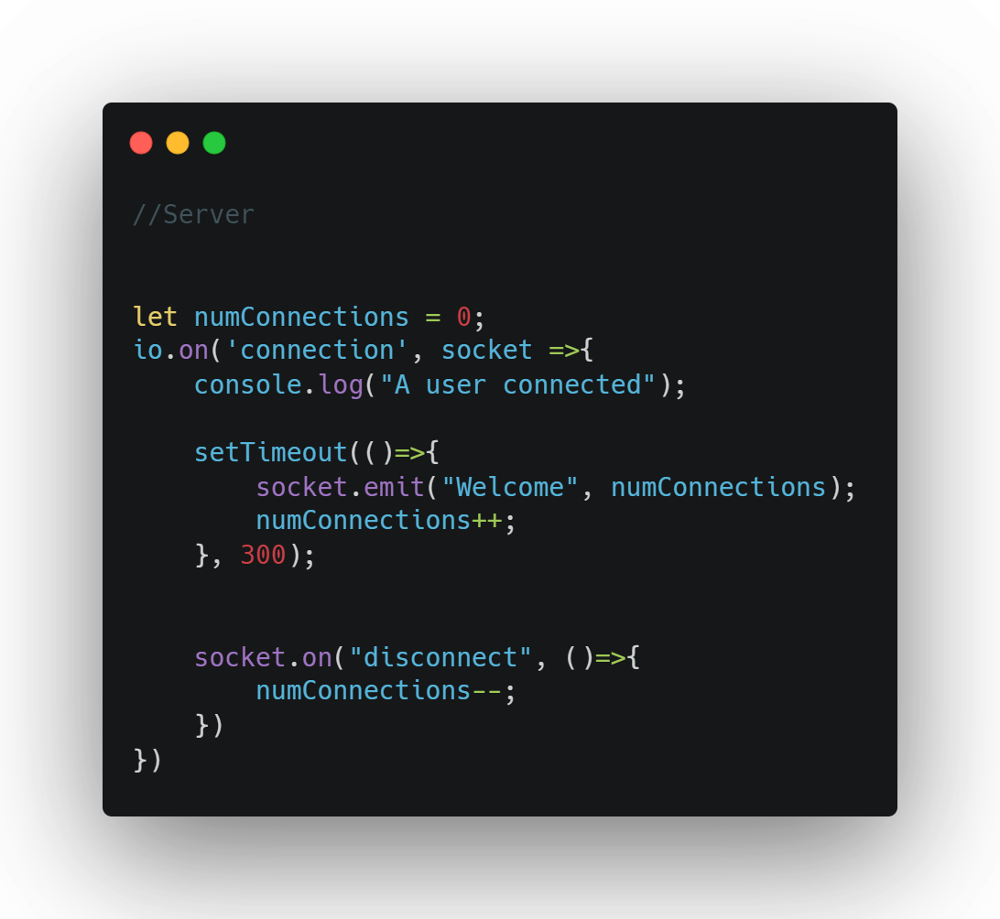 //Server
let numConnections = 0;
io.on('connection', socket =>{
    console.log("A user connected");
    setTimeout(()=>{
        socket.emit("Welcome", numConnections);
        numConnections++;
    }, 300);
    socket.on("disconnect", ()=>{
        numConnections--;
    })
})